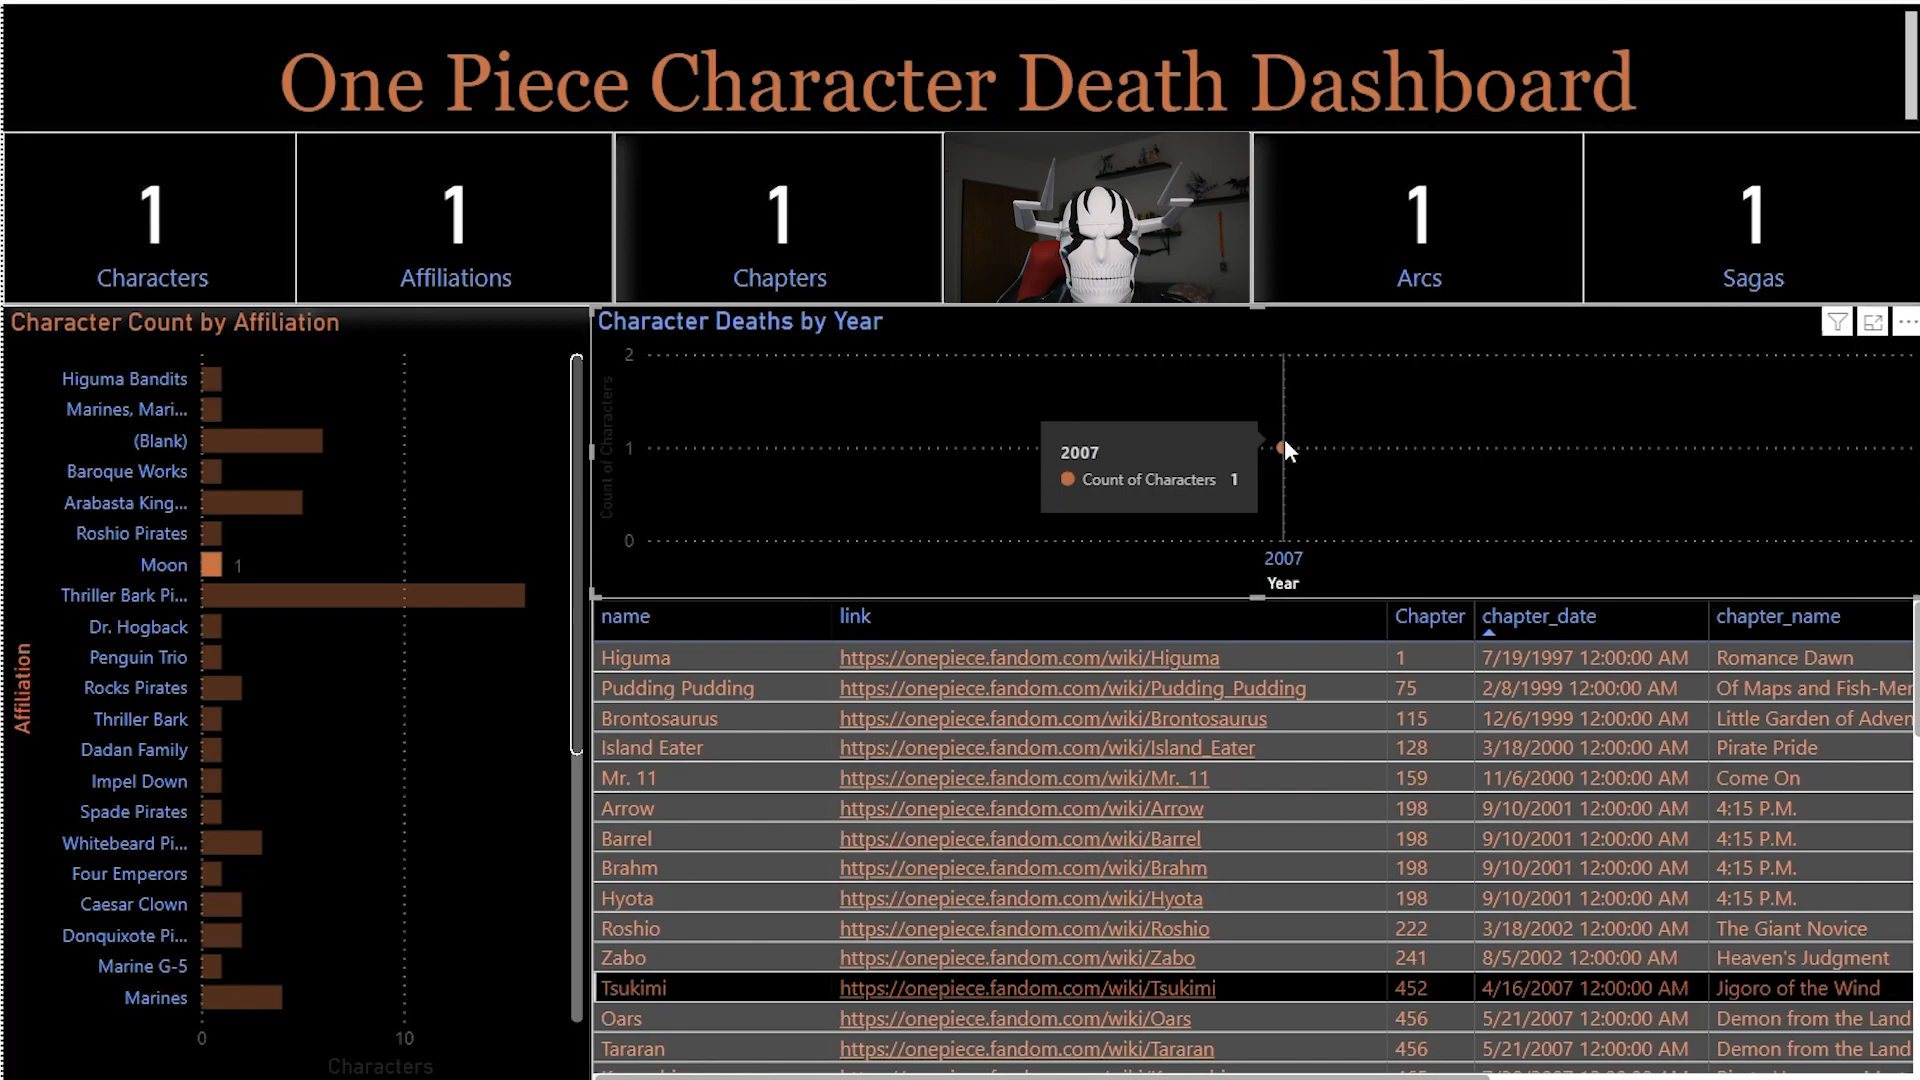 One Piece Character Death Dashboard
1
Characters
1
Affiliations
1
Chapters
1
Arcs
1
Sagas
Character Count by Affiliation
Higuma Bandits
Marines, Mari...
(Blank)
Baroque Works
Arabasta King...
Roshio Pirates
Moon 1
Thriller Bark Pi...
Dr. Hogback
Penguin Trio
Rocks Pirates
Thriller Bark
Dadan Family
Impel Down
Spade Pirates
Whitebeard Pi...
Four Emperors
Caesar Clown
Donquixote Pi...
Marine G-5
Marines
0 10
Characters
Affiliation
Character Deaths by Year
Count of Characters
2
1
0
2007
Count of Characters 1
2007
Year
name link Chapter chapter_date chapter_name
Higuma https://onepiece.fandom.com/wiki/Higuma 1 7/19/1997 12:00:00 AM Romance Dawn
Pudding Pudding https://onepiece.fandom.com/wiki/Pudding_Pudding 75 2/8/1999 12:00:00 AM Of Maps and Fish-Mer
Brontosaurus https://onepiece.fandom.com/wiki/Brontosaurus 115 12/6/1999 12:00:00 AM Little Garden of Adven
Island Eater https://onepiece.fandom.com/wiki/Island_Eater 128 3/18/2000 12:00:00 AM Pirate Pride
Mr. 11 https://onepiece.fandom.com/wiki/Mr._11 159 11/6/2000 12:00:00 AM Come On
Arrow https://onepiece.fandom.com/wiki/Arrow 198 9/10/2001 12:00:00 AM 4:15 P.M.
Barrel https://onepiece.fandom.com/wiki/Barrel 198 9/10/2001 12:00:00 AM 4:15 P.M.
Brahm https://onepiece.fandom.com/wiki/Brahm 198 9/10/2001 12:00:00 AM 4:15 P.M.
Hyota https://onepiece.fandom.com/wiki/Hyota 198 9/10/2001 12:00:00 AM 4:15 P.M.
Roshio https://onepiece.fandom.com/wiki/Roshio 222 3/18/2002 12:00:00 AM The Giant Novice
Zabo https://onepiece.fandom.com/wiki/Zabo 241 8/5/2002 12:00:00 AM Heaven's Judgment
Tsukimi https://onepiece.fandom.com/wiki/Tsukimi 452 4/16/2007 12:00:00 AM Jigoro of the Wind
Oars https://onepiece.fandom.com/wiki/Oars 456 5/21/2007 12:00:00 AM Demon from the Land
Tararan https://onepiece.fandom.com/wiki/Tararan 456 5/21/2007 12:00:00 AM Demon from the Land